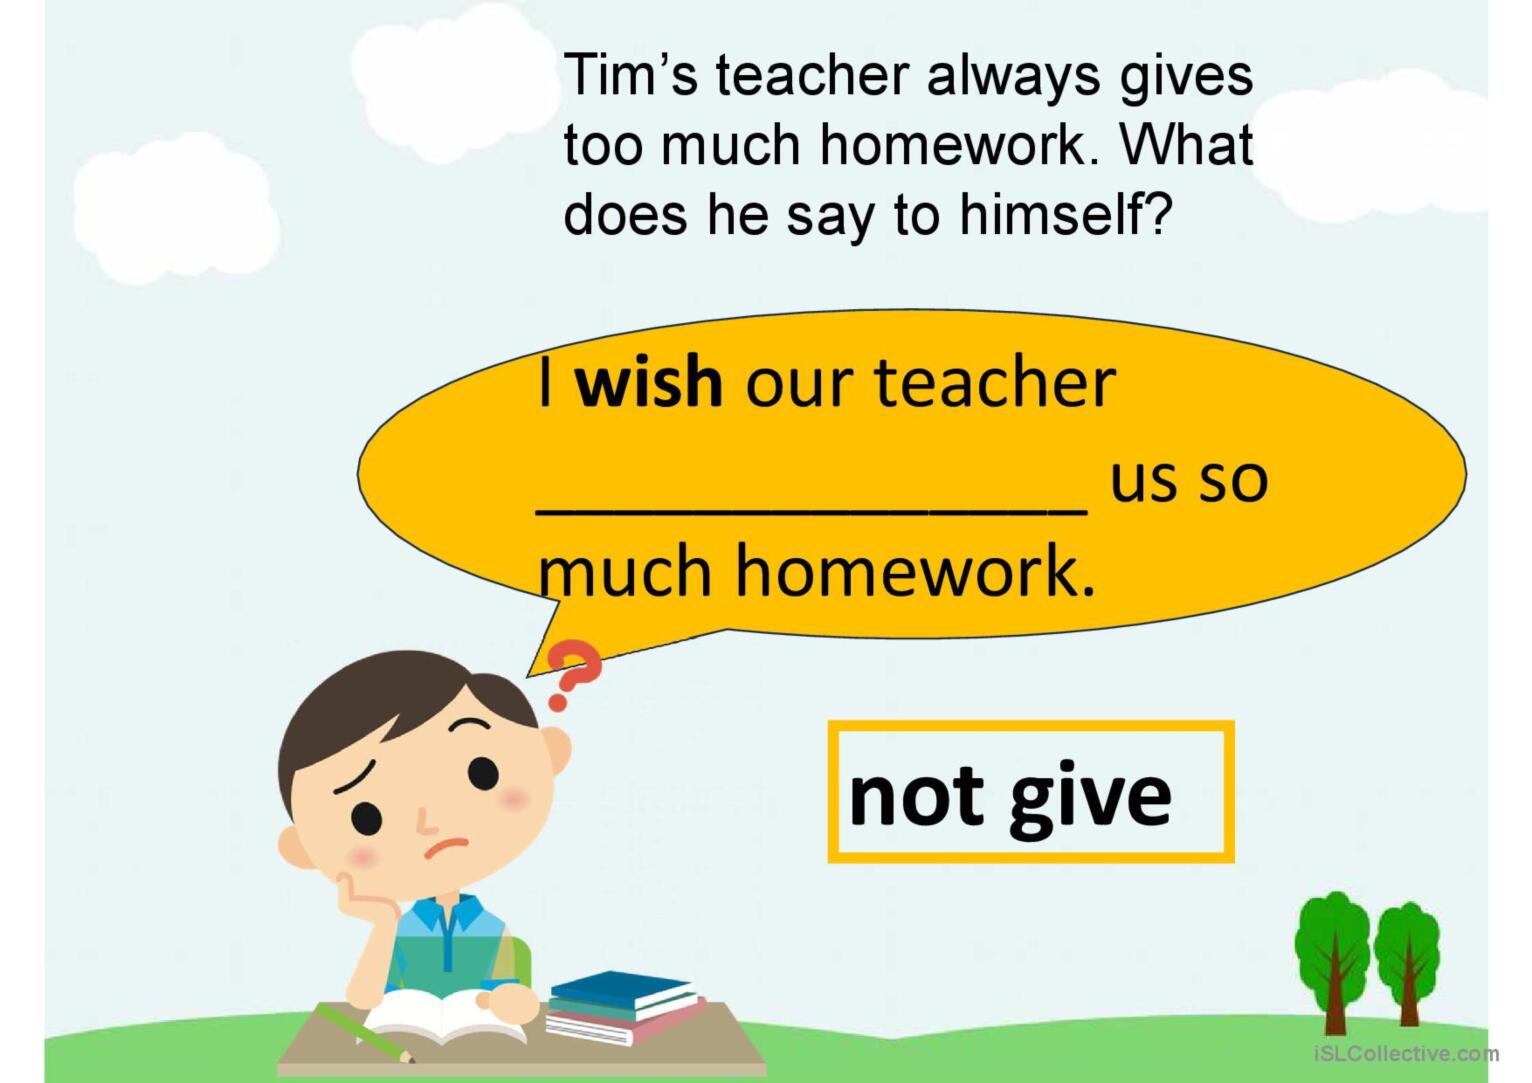 Tim’s teacher always gives
too much homework. What
does he say to himself?
I wish our teacher
______________ us so
much homework.
?
not give
iSLCollective.com